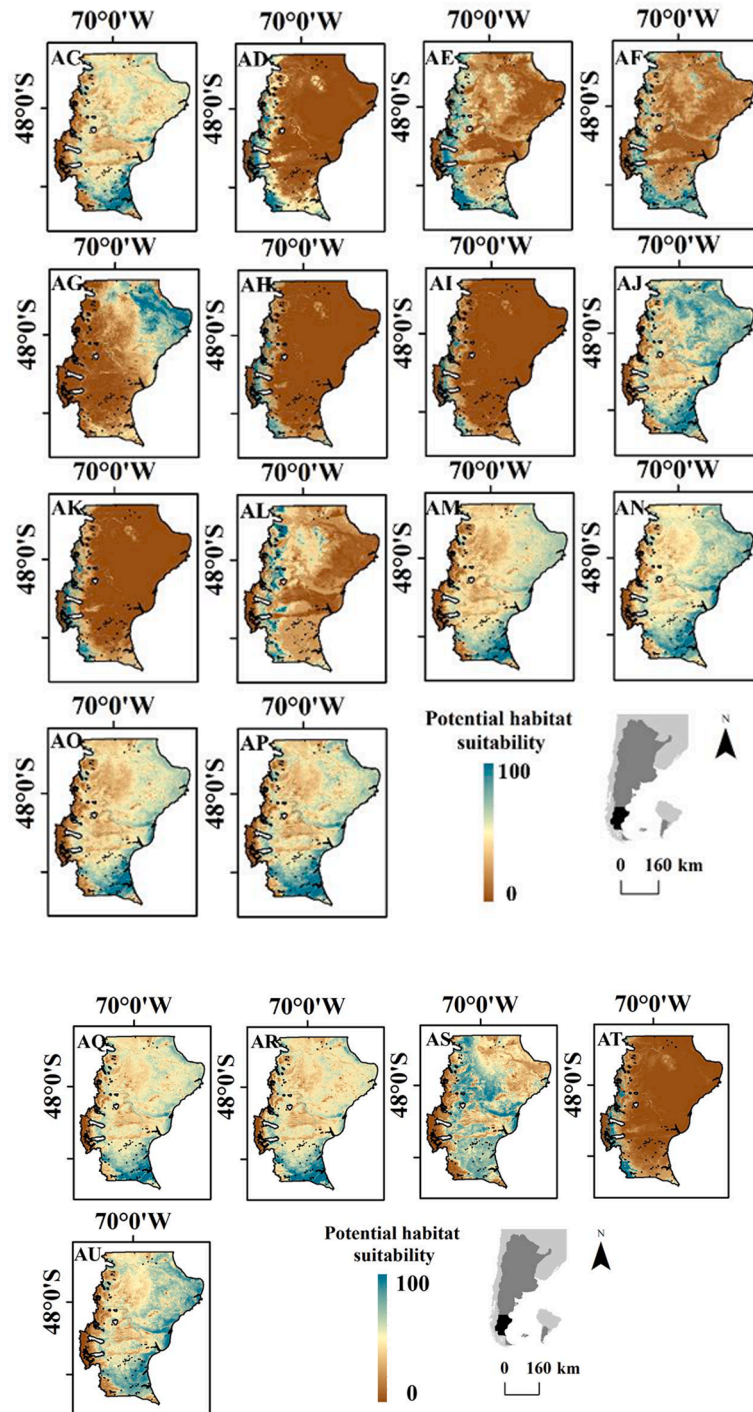 70°0'W 70°0'W 70°0'W 70°0'W
AC AD AE AF
48°0'S 48°0'S 48°0'S 48°0'S
70°0'W 70°0'W 70°0'W 70°0'W
AG AH AI AJ
48°0'S 48°0'S 48°0'S 48°0'S
70°0'W 70°0'W 70°0'W 70°0'W
AK AL AM AN
48°0'S 48°0'S 48°0'S 48°0'S
70°0'W 70°0'W
AO AP
48°0'S 48°0'S
Potential habitat
suitability
100
0
N
0 160 km
70°0'W 70°0'W 70°0'W 70°0'W
AQ AR AS AT
48°0'S 48°0'S 48°0'S 48°0'S
70°0'W
AU
48°0'S
Potential habitat
suitability
100
0
N
0 160 km